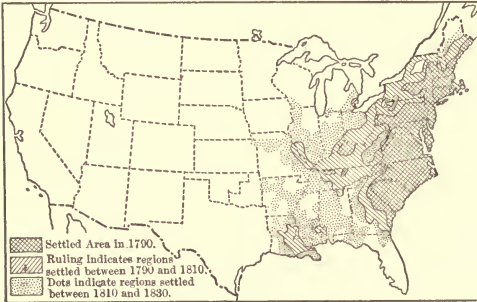 Settled Area in 1790.
Ruling indicates regions
settled between 1790 and 1810.
Dots indicate regions settled
between 1810 and 1830.